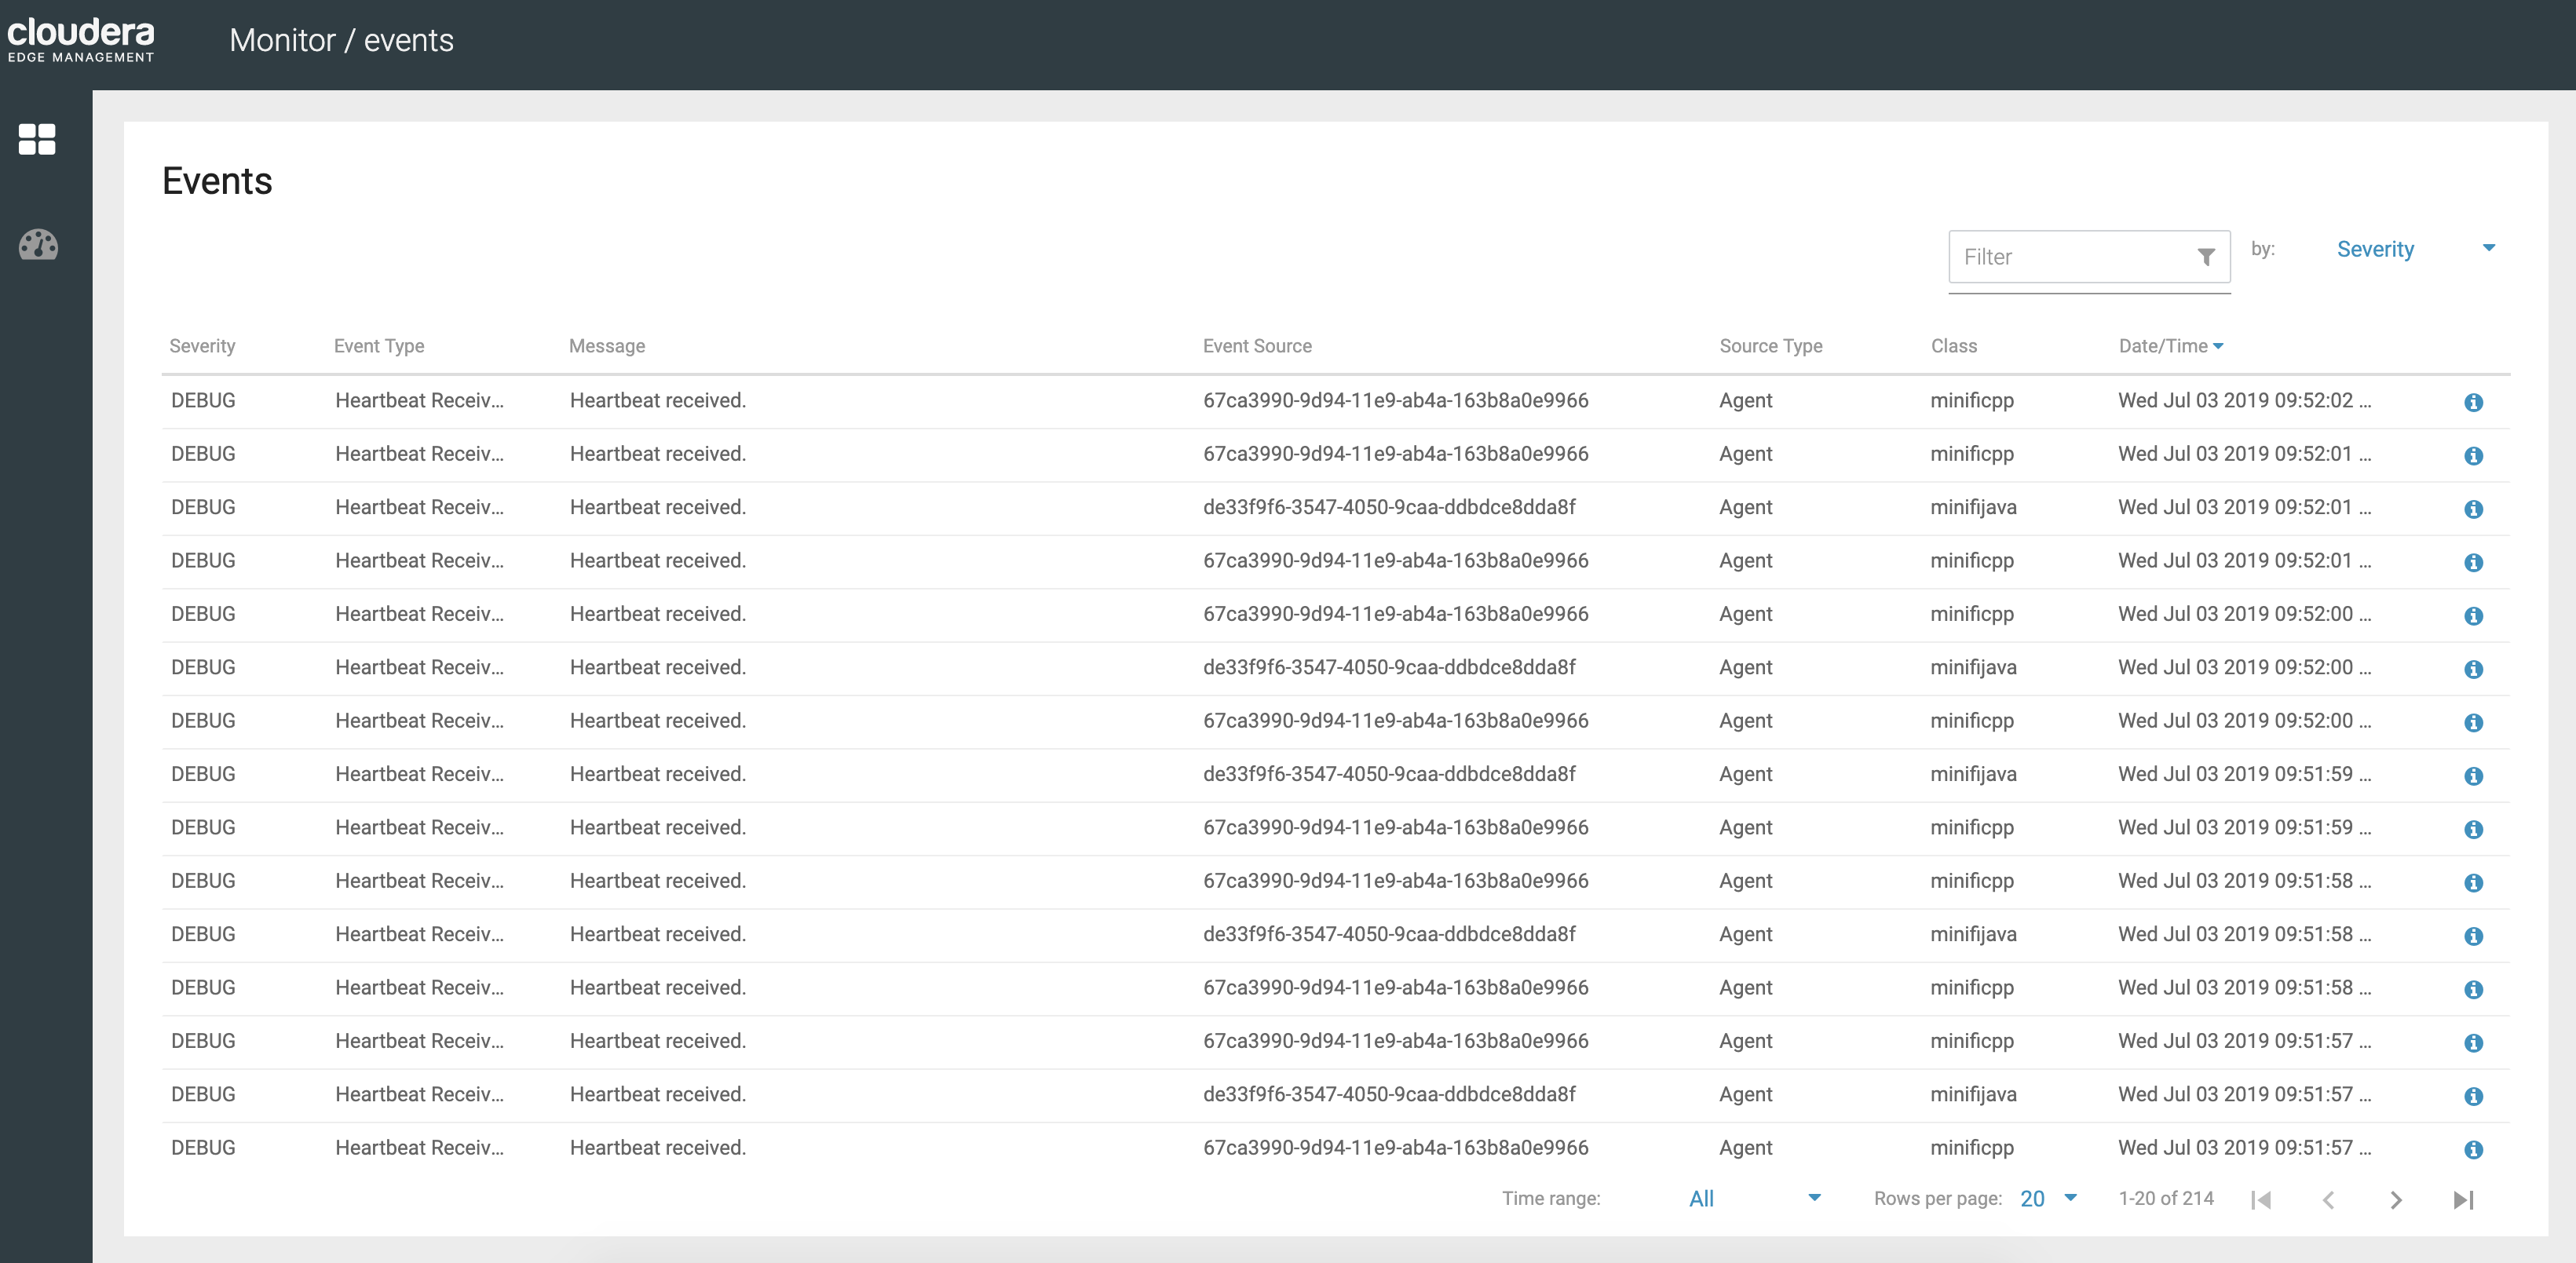 cloudera
EDGE MANAGEMENT
Monitor / events
Events
Filter by: Severity
Severity Event Type Message Event Source Source Type Class Date/Time
DEBUG Heartbeat Receiv... Heartbeat received. 67ca3990-9d94-11e9-ab4a-163b8a0e9966 Agent minificpp Wed Jul 03 2019 09:52:02 ...
DEBUG Heartbeat Receiv... Heartbeat received. 67ca3990-9d94-11e9-ab4a-163b8a0e9966 Agent minificpp Wed Jul 03 2019 09:52:01 ...
DEBUG Heartbeat Receiv... Heartbeat received. de33f9f6-3547-4050-9caa-ddbdce8dda8f Agent minifijava Wed Jul 03 2019 09:52:01 ...
DEBUG Heartbeat Receiv... Heartbeat received. 67ca3990-9d94-11e9-ab4a-163b8a0e9966 Agent minificpp Wed Jul 03 2019 09:52:01 ...
DEBUG Heartbeat Receiv... Heartbeat received. 67ca3990-9d94-11e9-ab4a-163b8a0e9966 Agent minificpp Wed Jul 03 2019 09:52:00 ...
DEBUG Heartbeat Receiv... Heartbeat received. de33f9f6-3547-4050-9caa-ddbdce8dda8f Agent minifijava Wed Jul 03 2019 09:52:00 ...
DEBUG Heartbeat Receiv... Heartbeat received. 67ca3990-9d94-11e9-ab4a-163b8a0e9966 Agent minificpp Wed Jul 03 2019 09:52:00 ...
DEBUG Heartbeat Receiv... Heartbeat received. de33f9f6-3547-4050-9caa-ddbdce8dda8f Agent minifijava Wed Jul 03 2019 09:51:59 ...
DEBUG Heartbeat Receiv... Heartbeat received. 67ca3990-9d94-11e9-ab4a-163b8a0e9966 Agent minificpp Wed Jul 03 2019 09:51:59 ...
DEBUG Heartbeat Receiv... Heartbeat received. 67ca3990-9d94-11e9-ab4a-163b8a0e9966 Agent minificpp Wed Jul 03 2019 09:51:58 ...
DEBUG Heartbeat Receiv... Heartbeat received. de33f9f6-3547-4050-9caa-ddbdce8dda8f Agent minifijava Wed Jul 03 2019 09:51:58 ...
DEBUG Heartbeat Receiv... Heartbeat received. 67ca3990-9d94-11e9-ab4a-163b8a0e9966 Agent minificpp Wed Jul 03 2019 09:51:58 ...
DEBUG Heartbeat Receiv... Heartbeat received. 67ca3990-9d94-11e9-ab4a-163b8a0e9966 Agent minificpp Wed Jul 03 2019 09:51:57 ...
DEBUG Heartbeat Receiv... Heartbeat received. de33f9f6-3547-4050-9caa-ddbdce8dda8f Agent minifijava Wed Jul 03 2019 09:51:57 ...
DEBUG Heartbeat Receiv... Heartbeat received. 67ca3990-9d94-11e9-ab4a-163b8a0e9966 Agent minificpp Wed Jul 03 2019 09:51:57 ...
Time range: All Rows per page: 20 1-20 of 214